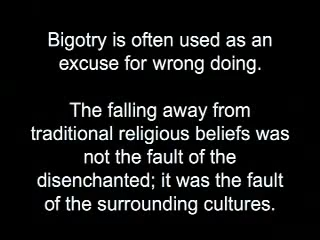 Bigotry is often used as an
excuse for wrong doing.
The falling away from
traditional religious beliefs was
not the fault of the
disenchanted; it was the fault
of the surrounding cultures.